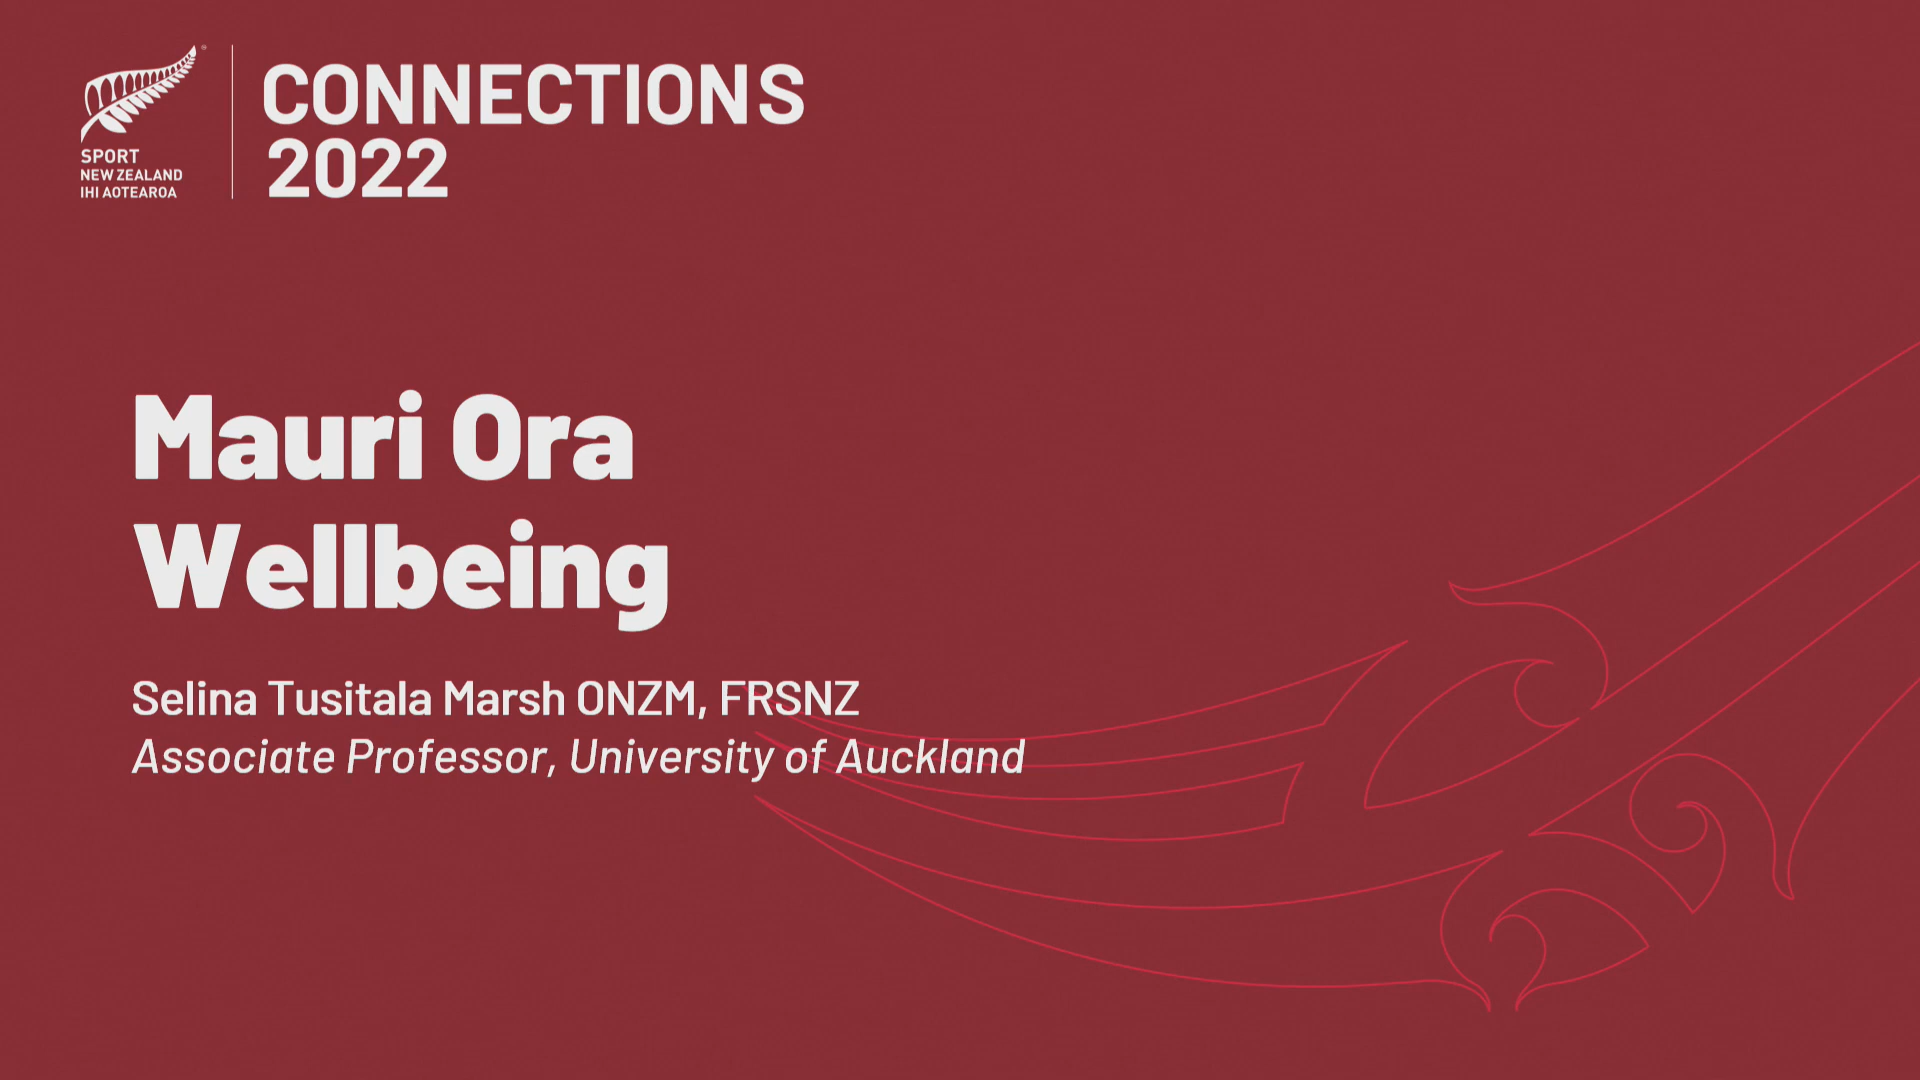 SPORT
NEW ZEALAND
IHI AOTEAROA
CONNECTIONS
2022
Mauri Ora
Wellbeing
Selina Tusitala Marsh ONZM, FRSNZ
Associate Professor, University of Auckland